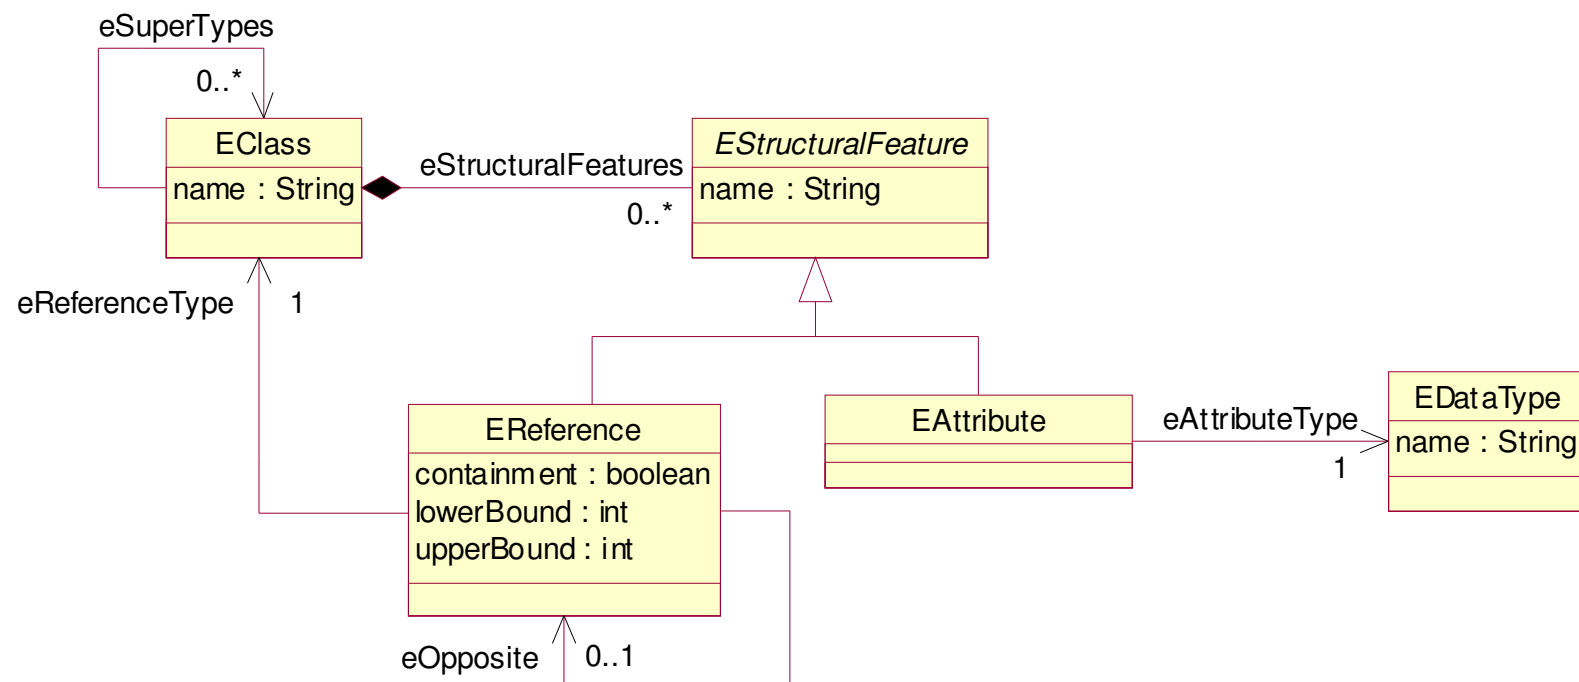 eSuperTypes
0..*
EClass
name : String
eStructuralFeatures
0..*
EStructuralFeature
name : String
eReferenceType
1
EReference
containment : boolean
lowerBound : int
upperBound : int
EAttribute
eAttributeType
1
EDataType
name : String
eOpposite
0..1